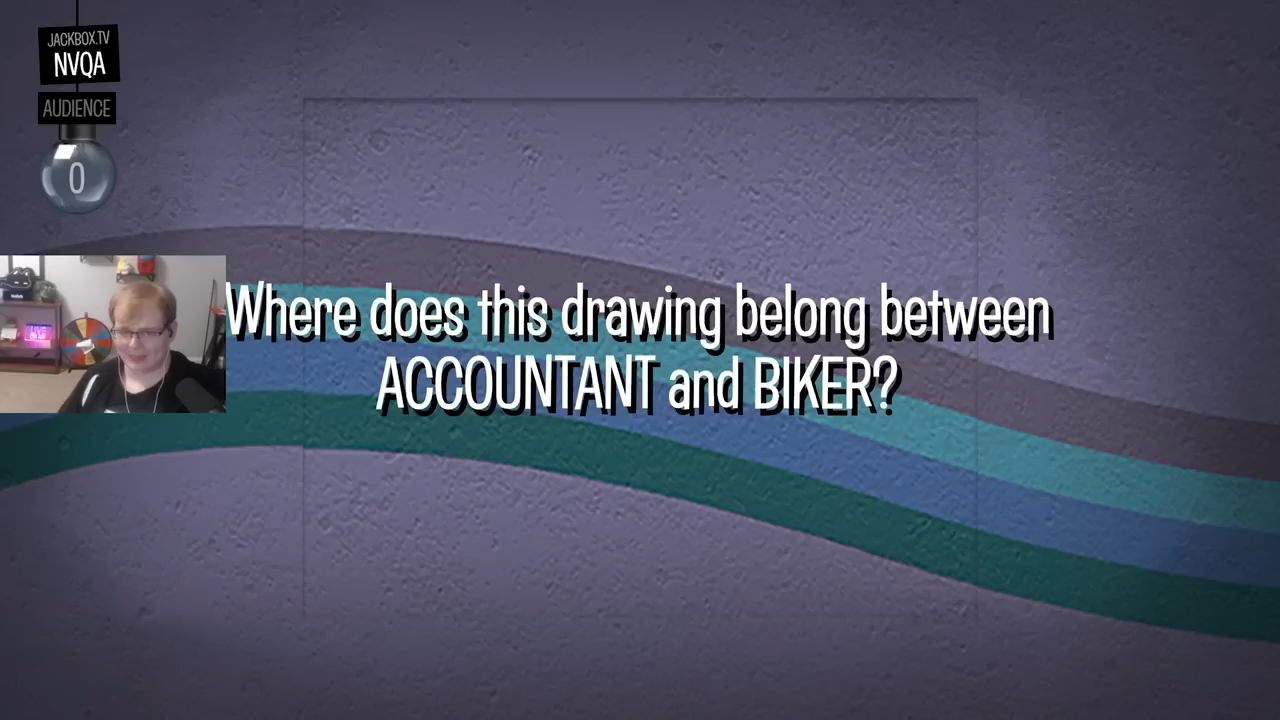 JACKBOX.TV
NVQA
AUDIENCE
0
Where does this drawing belong between
ACCOUNTANT and BIKER?